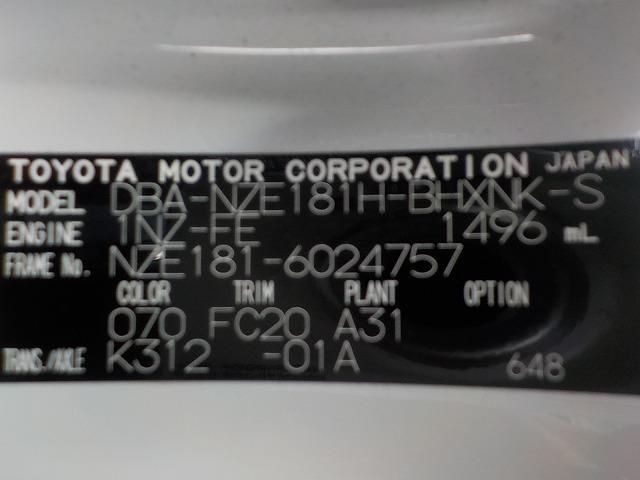 TOYOTA MOTOR CORPORATION JAPAN
MODEL DBA-NZE181H-BHXNK-S
ENGINE 1NZ-FE 1496 mL
FRAME No. NZE181-6024757
COLOR TRIM PLANT OPTION
070 FC20 A31
TRANS./AXLE K312 -01A 648